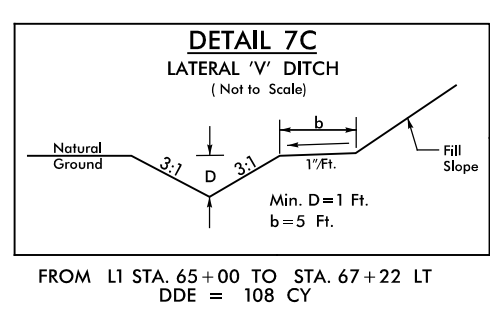 DETAIL 7C
LATERAL 'V' DITCH
( Not to Scale)
b
Natural
Ground
3:1
D
3:1
1"/Ft.
Fill
Slope
Min. D=1 Ft.
b=5 Ft.
FROM L1 STA. 65+00 TO STA. 67+22 LT
DDE = 108 CY